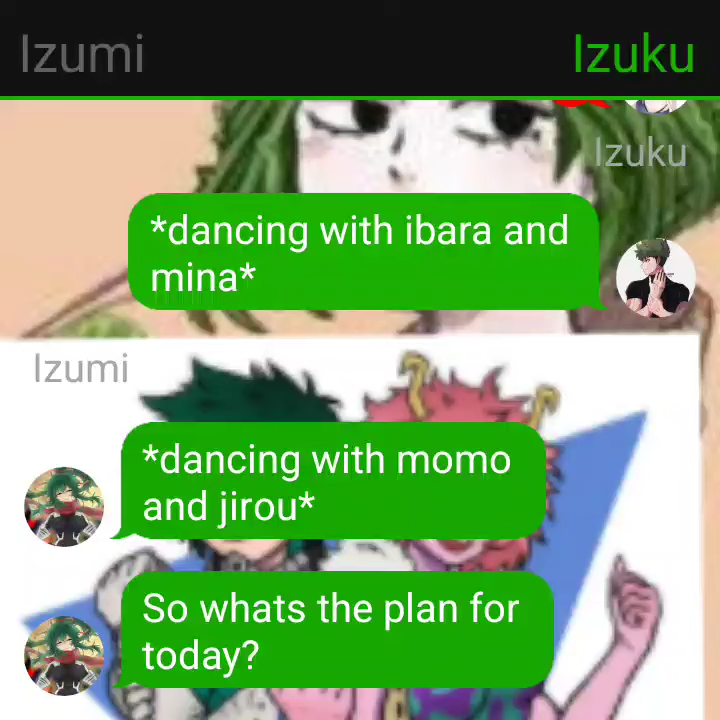 Izumi Izuku
Izuku
*dancing with ibara and
mina*
Izumi
*dancing with momo
and jirou*
So whats the plan for
today?